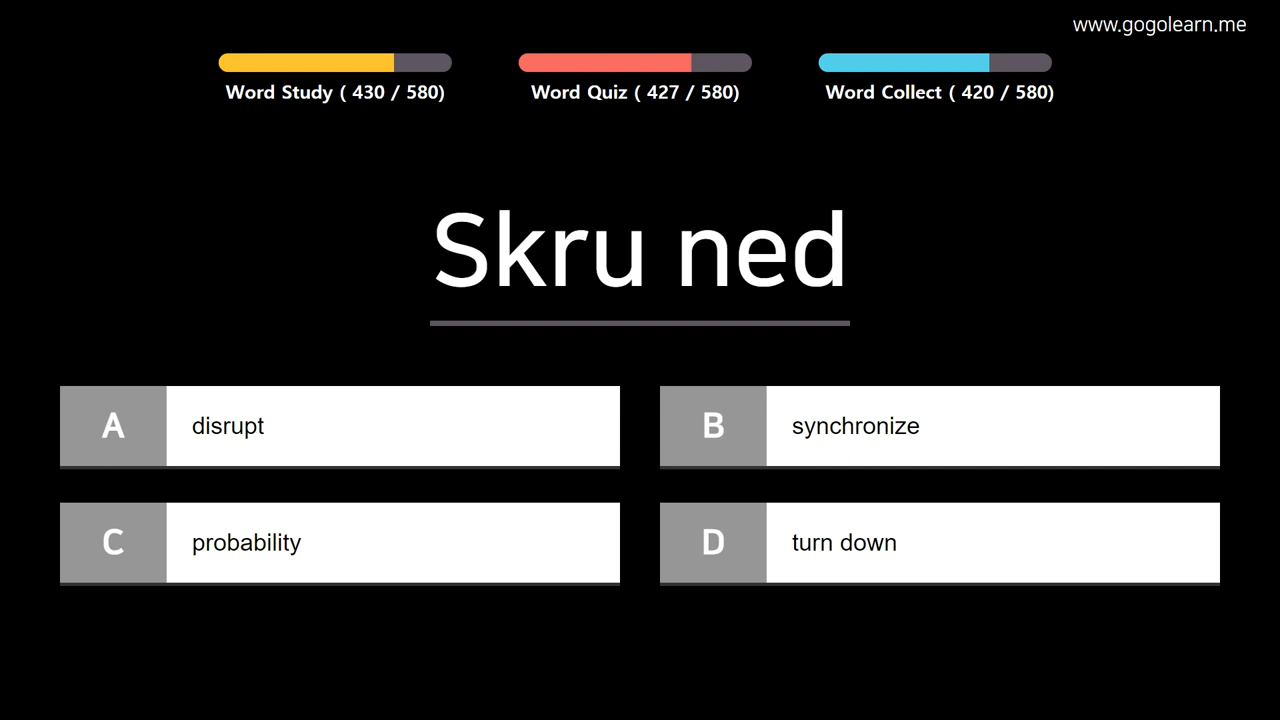 www.gogolearn.me
Word Study ( 430 / 580)
Word Quiz ( 427 / 580)
Word Collect ( 420 / 580)
Skru ned
A disrupt
B synchronize
C probability
D turn down